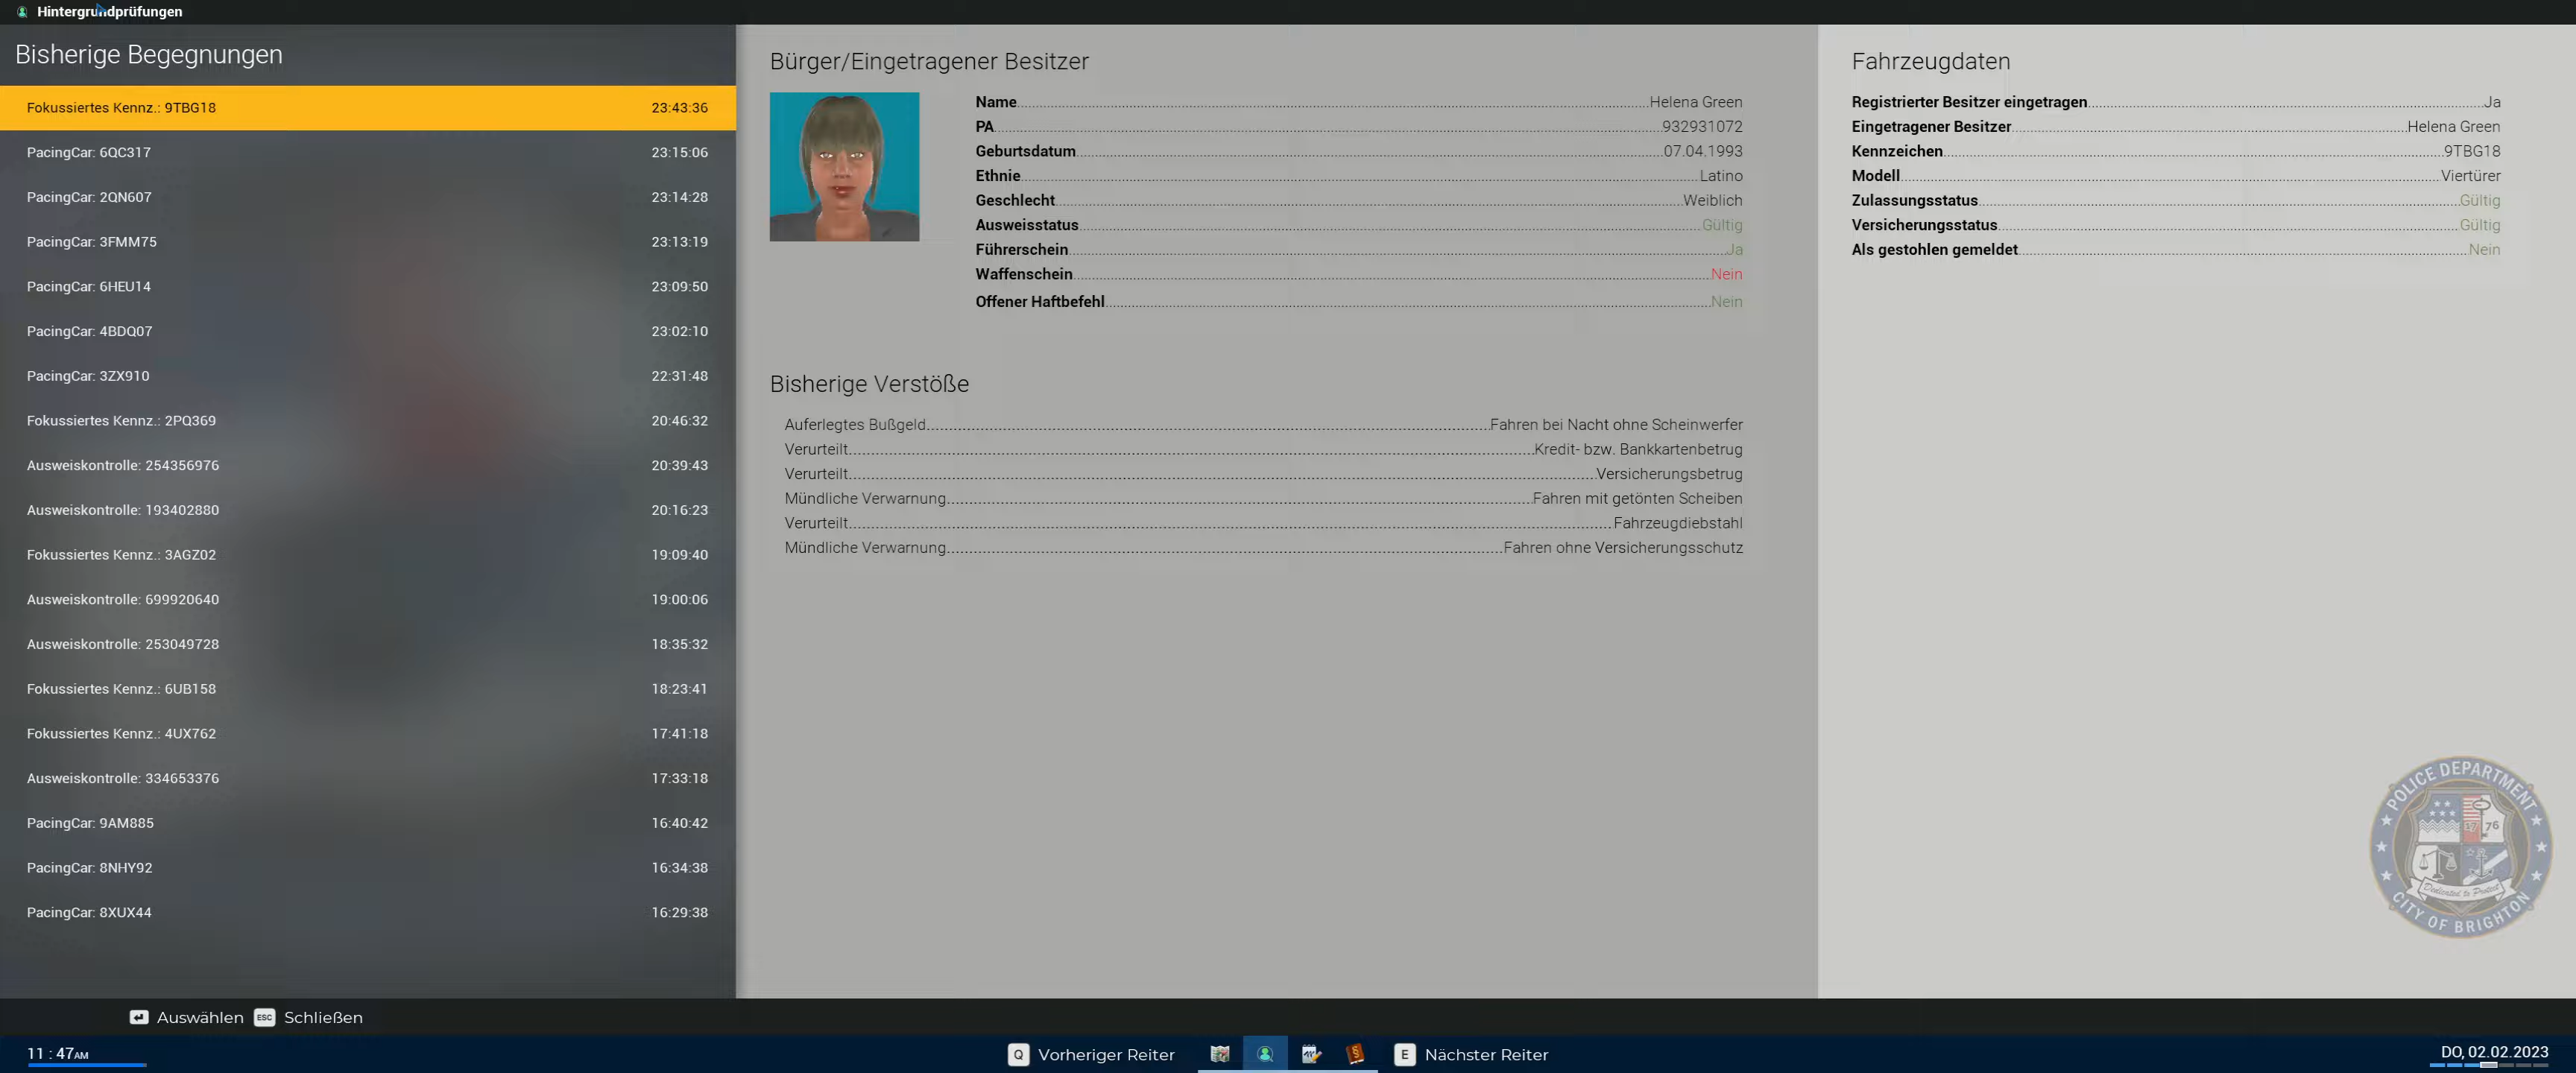 Hintergrundprüfungen
Bisherige Begegnungen
Fokussiertes Kennz.: 9TBG18 23:43:36
PacingCar: 6QC317 23:15:06
PacingCar: 2QN607 23:14:28
PacingCar: 3FMM75 23:13:19
PacingCar: 6HEU14 23:09:50
PacingCar: 4BDQ07 23:02:10
PacingCar: 3ZX910 22:31:48
Fokussiertes Kennz.: 2PQ369 20:46:32
Ausweiskontrolle: 254356976 20:39:43
Ausweiskontrolle: 193402880 20:16:23
Fokussiertes Kennz.: 3AGZ02 19:09:40
Ausweiskontrolle: 699920640 19:00:06
Ausweiskontrolle: 253049728 18:35:32
Fokussiertes Kennz.: 6UB158 18:23:41
Fokussiertes Kennz.: 4UX762 17:41:18
Ausweiskontrolle: 334653376 17:33:18
PacingCar: 9AM885 16:40:42
PacingCar: 8NHY92 16:34:38
PacingCar: 8XUX44 16:29:38
Bürger/Eingetragener Besitzer
Name Helena Green
PA 932931072
Geburtsdatum 07.04.1993
Ethnie Latino
Geschlecht Weiblich
Ausweisstatus Gültig
Führerschein Ja
Waffenschein Nein
Offener Haftbefehl Nein
Bisherige Verstöße
Auferlegtes Bußgeld Fahren bei Nacht ohne Scheinwerfer
Verurteilt Kredit- bzw. Bankkartenbetrug
Verurteilt Versicherungsbetrug
Mündliche Verwarnung Fahren mit getönten Scheiben
Verurteilt Fahrzeugdiebstahl
Mündliche Verwarnung Fahren ohne Versicherungsschutz
Fahrzeugdaten
Registrierter Besitzer eingetragen Ja
Eingetragener Besitzer Helena Green
Kennzeichen 9TBG18
Modell Viertürer
Zulassungsstatus Gültig
Versicherungsstatus Gültig
Als gestohlen gemeldet Nein
POLICE DEPARTMENT
17 76
Dedicated to Protect
CITY OF BRIGHTON
Auswählen ESC Schließen
11 : 47 AM
Q Vorheriger Reiter E Nächster Reiter
DO, 02.02.2023